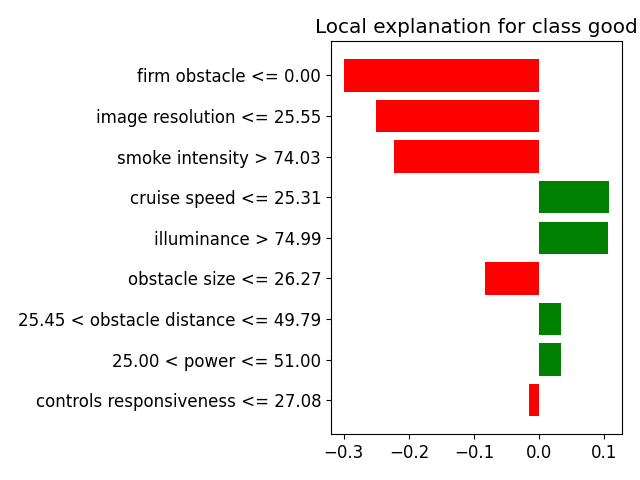 Local explanation for class good
firm obstacle <= 0.00
image resolution <= 25.55
smoke intensity > 74.03
cruise speed <= 25.31
illuminance > 74.99
obstacle size <= 26.27
25.45 < obstacle distance <= 49.79
25.00 < power <= 51.00
controls responsiveness <= 27.08
−0.3 −0.2 −0.1 0.0 0.1